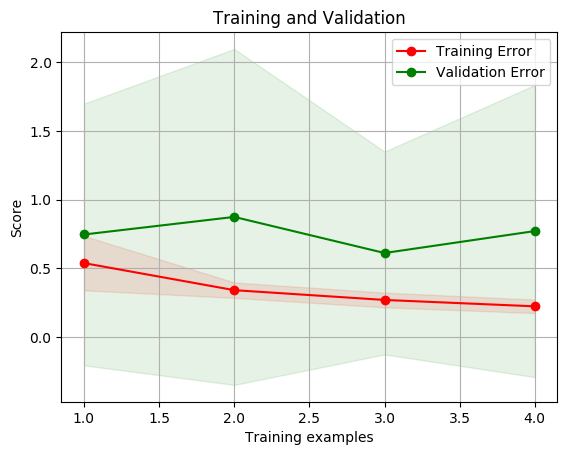 Training and Validation
Training Error
Validation Error
Score
2.0
1.5
1.0
0.5
0.0
1.0 1.5 2.0 2.5 3.0 3.5 4.0
Training examples